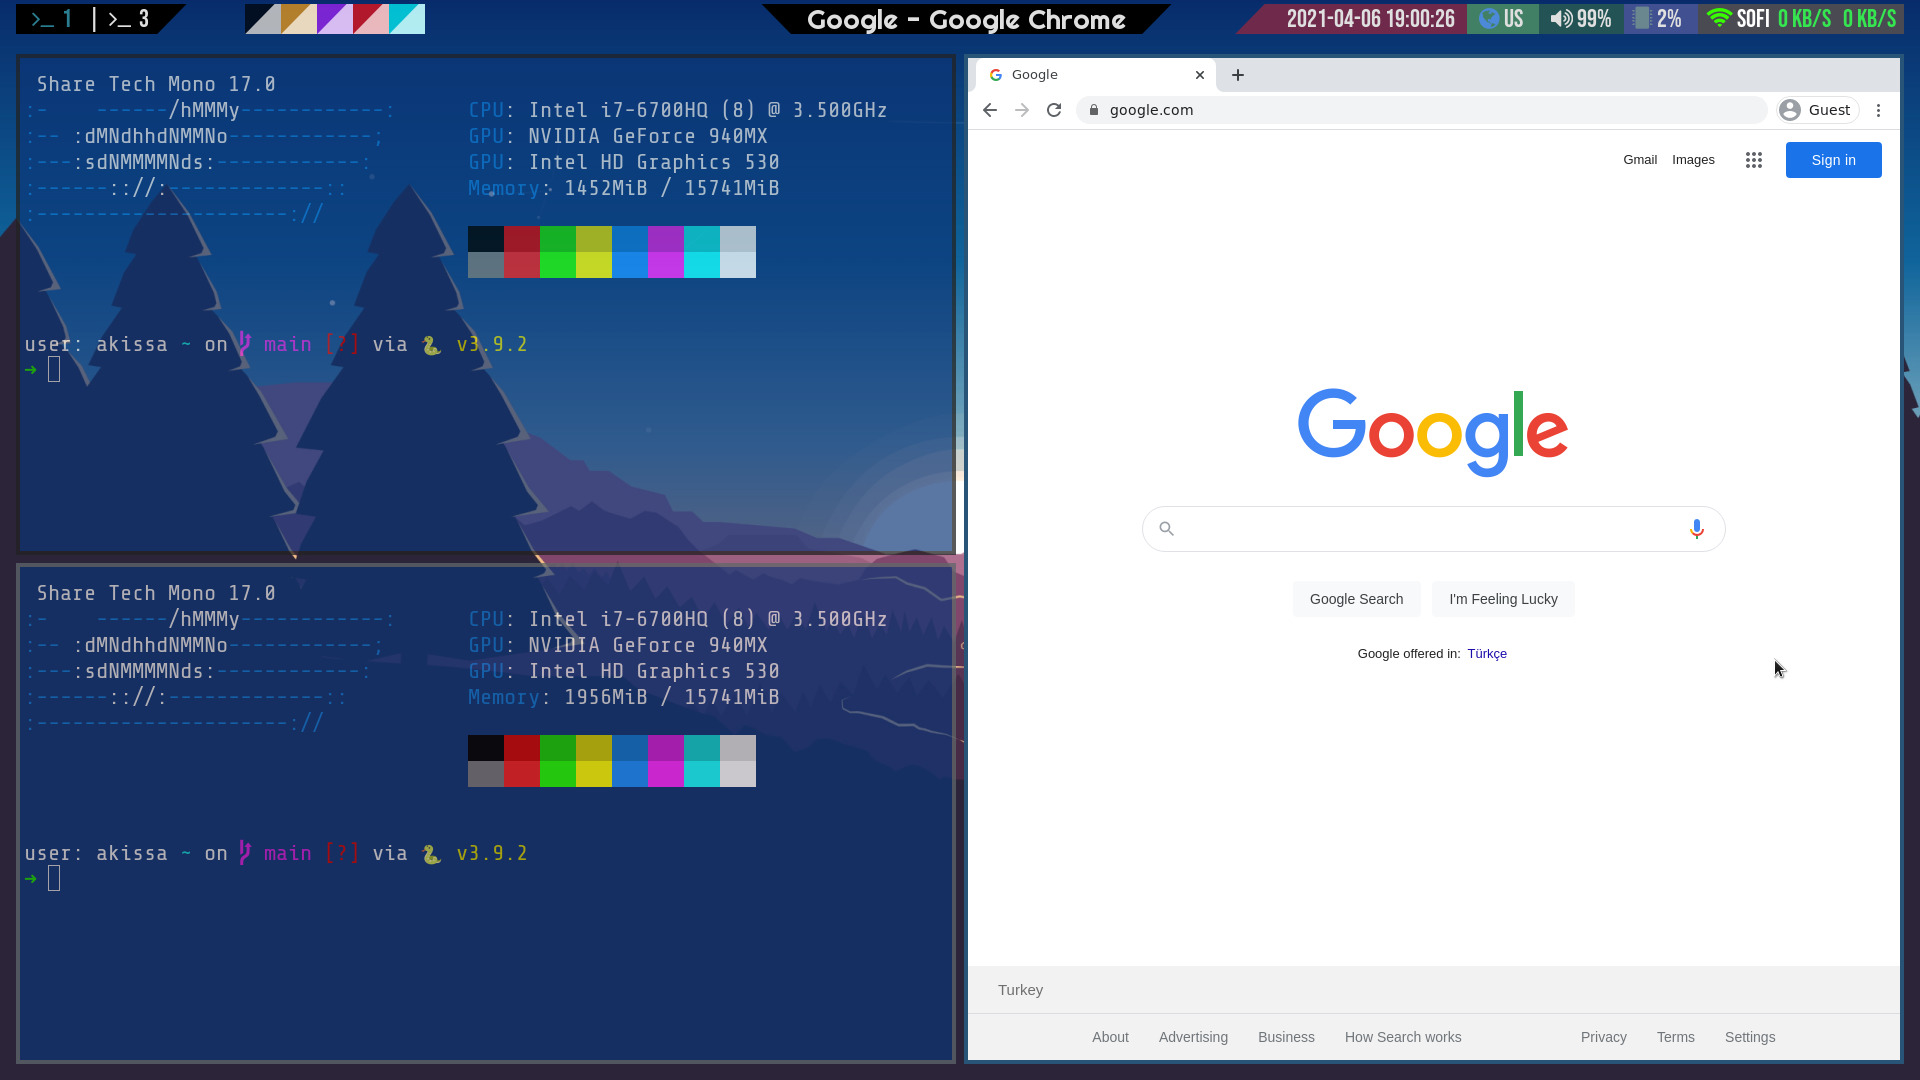 >_ 1 | >_ 3
Google - Google Chrome
2021-04-06 19:00:26 US 99% 2% SOFI 0 KB/S 0 KB/S
Share Tech Mono 17.0
:- ------/hMMMy------------:
:-- :dMNdhhdNMMNo------------;
:---:sdNMMMMNds:------------:
:------:://:-------------::
:---------------------://
CPU: Intel i7-6700HQ (8) @ 3.500GHz
GPU: NVIDIA GeForce 940MX
GPU: Intel HD Graphics 530
Memory: 1452MiB / 15741MiB
user: akissa ~ on main [?] via 🐍 v3.9.2
➜
Share Tech Mono 17.0
:- ------/hMMMy------------:
:-- :dMNdhhdNMMNo------------;
:---:sdNMMMMNds:------------:
:------:://:-------------::
:---------------------://
CPU: Intel i7-6700HQ (8) @ 3.500GHz
GPU: NVIDIA GeForce 940MX
GPU: Intel HD Graphics 530
Memory: 1956MiB / 15741MiB
user: akissa ~ on main [?] via 🐍 v3.9.2
➜
Google
google.com Guest
Gmail Images Sign in
Google
Google Search I'm Feeling Lucky
Google offered in: Türkçe
Turkey
About Advertising Business How Search works Privacy Terms Settings